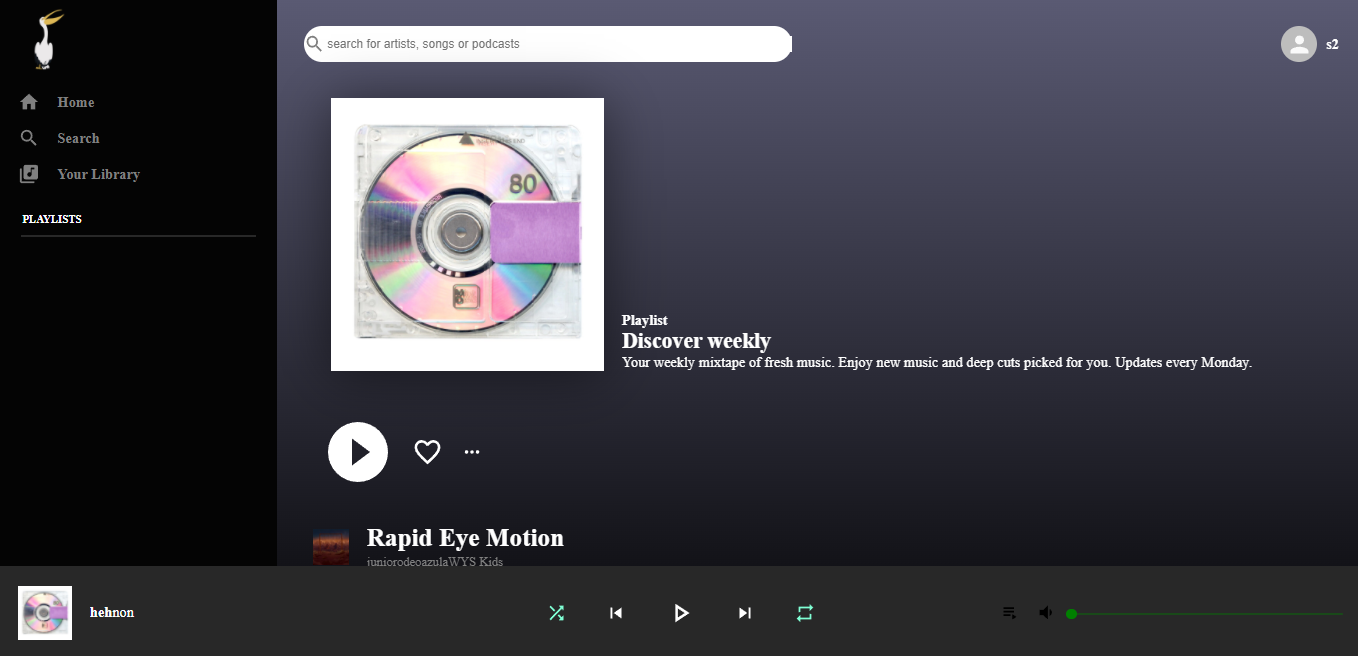 search for artists, songs or podcasts
s2
Home
Search
Your Library
PLAYLISTS
80
Playlist
Discover weekly
Your weekly mixtape of fresh music. Enjoy new music and deep cuts picked for you. Updates every Monday.
Rapid Eye Motion
juniorodeoazulaWYS Kids
hehnon